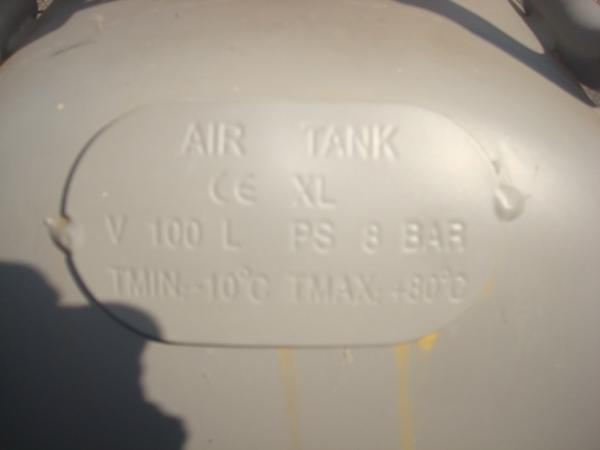 AIR TANK
CE XL
V 100 L PS 8 BAR
TMIN:-10°C TMAX:+80°C